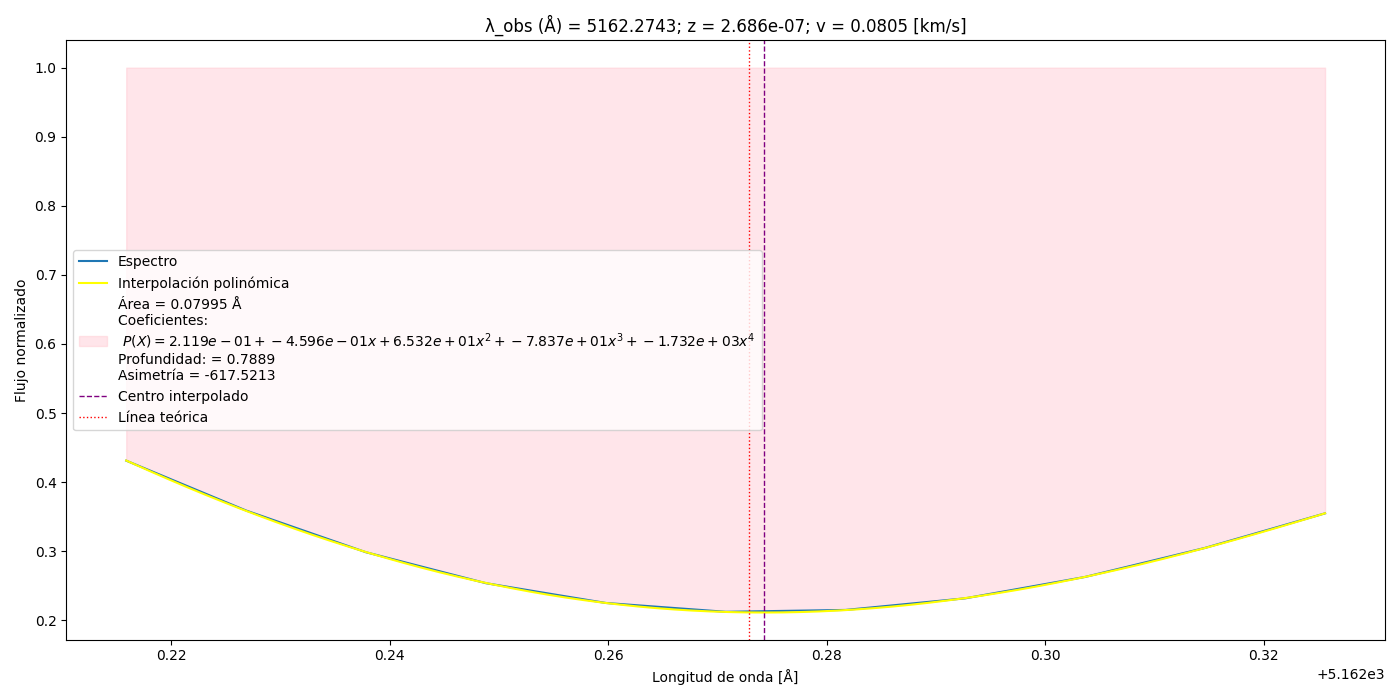 λ_obs (Å) = 5162.2743; z = 2.686e-07; v = 0.0805 [km/s]
Flujo normalizado
1.0
0.9
0.8
0.7
0.6
0.5
0.4
0.3
0.2
Espectro
Interpolación polinómica
Área = 0.07995 Å
Coeficientes:
P(X) = 2.119e − 01 + −4.596e − 01x + 6.532e + 01x² + −7.837e + 01x³ + −1.732e + 03x⁴
Profundidad: = 0.7889
Asimetría = -617.5213
Centro interpolado
Línea teórica
0.22 0.24 0.26 0.28 0.30 0.32
+5.162e3
Longitud de onda [Å]